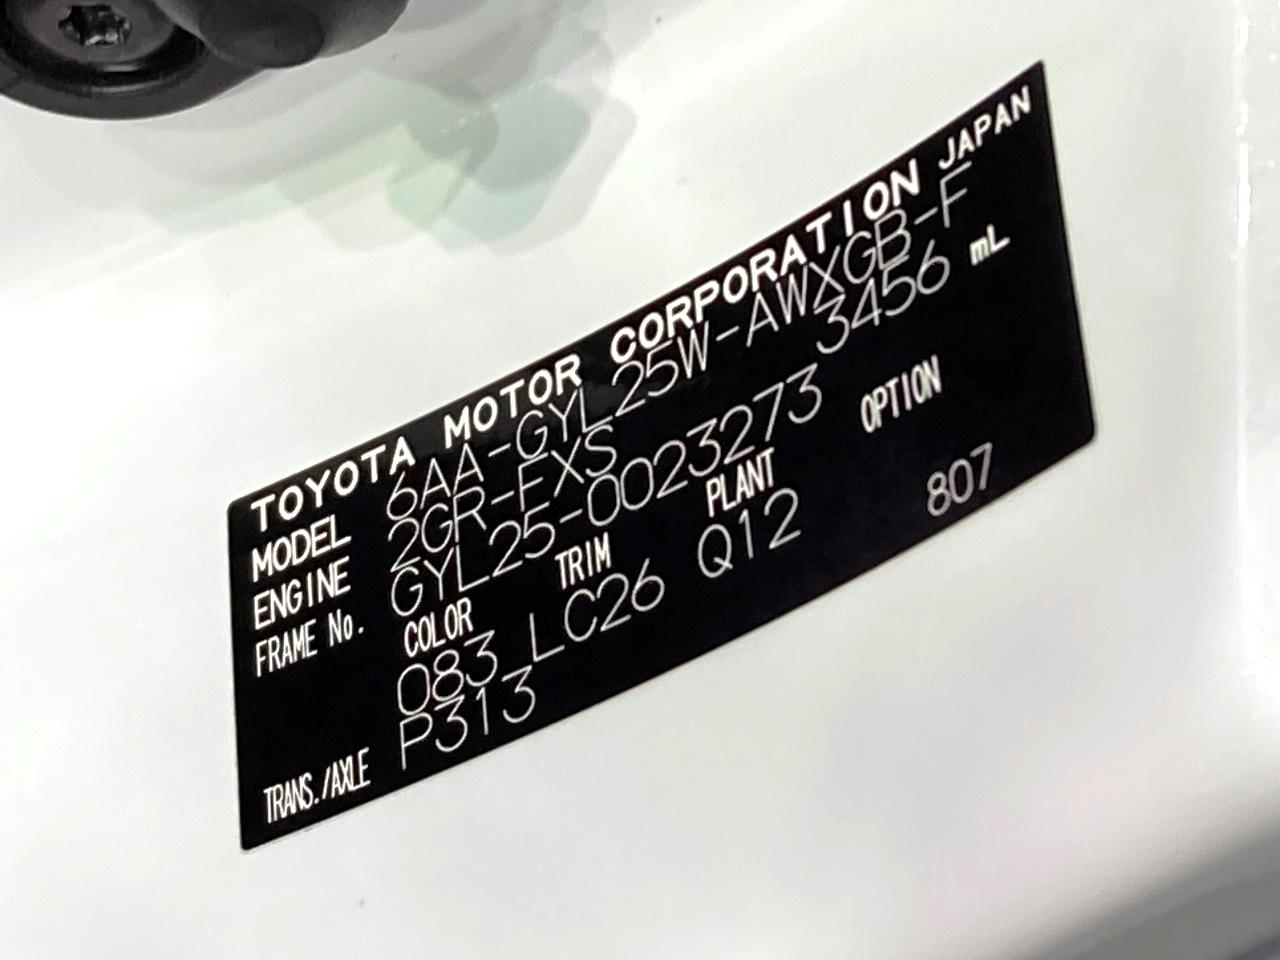 TOYOTA MOTOR CORPORATION JAPAN
MODEL 6AA-GYL25W-AWXGB-F
ENGINE 2GR-FXS 3456 mL
FRAME No. GYL25-0023273
COLOR TRIM PLANT OPTION
083 LC26 Q12 807
TRANS./AXLE P313